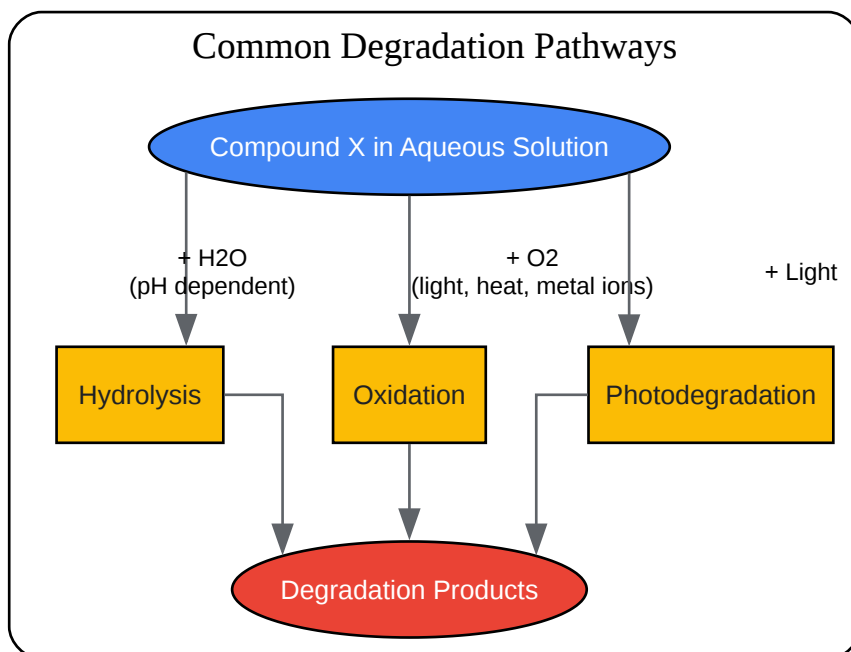 Common Degradation Pathways
Compound X in Aqueous Solution
+ H2O
(pH dependent)
+ O2
(light, heat, metal ions)
+ Light
Hydrolysis
Oxidation
Photodegradation
Degradation Products